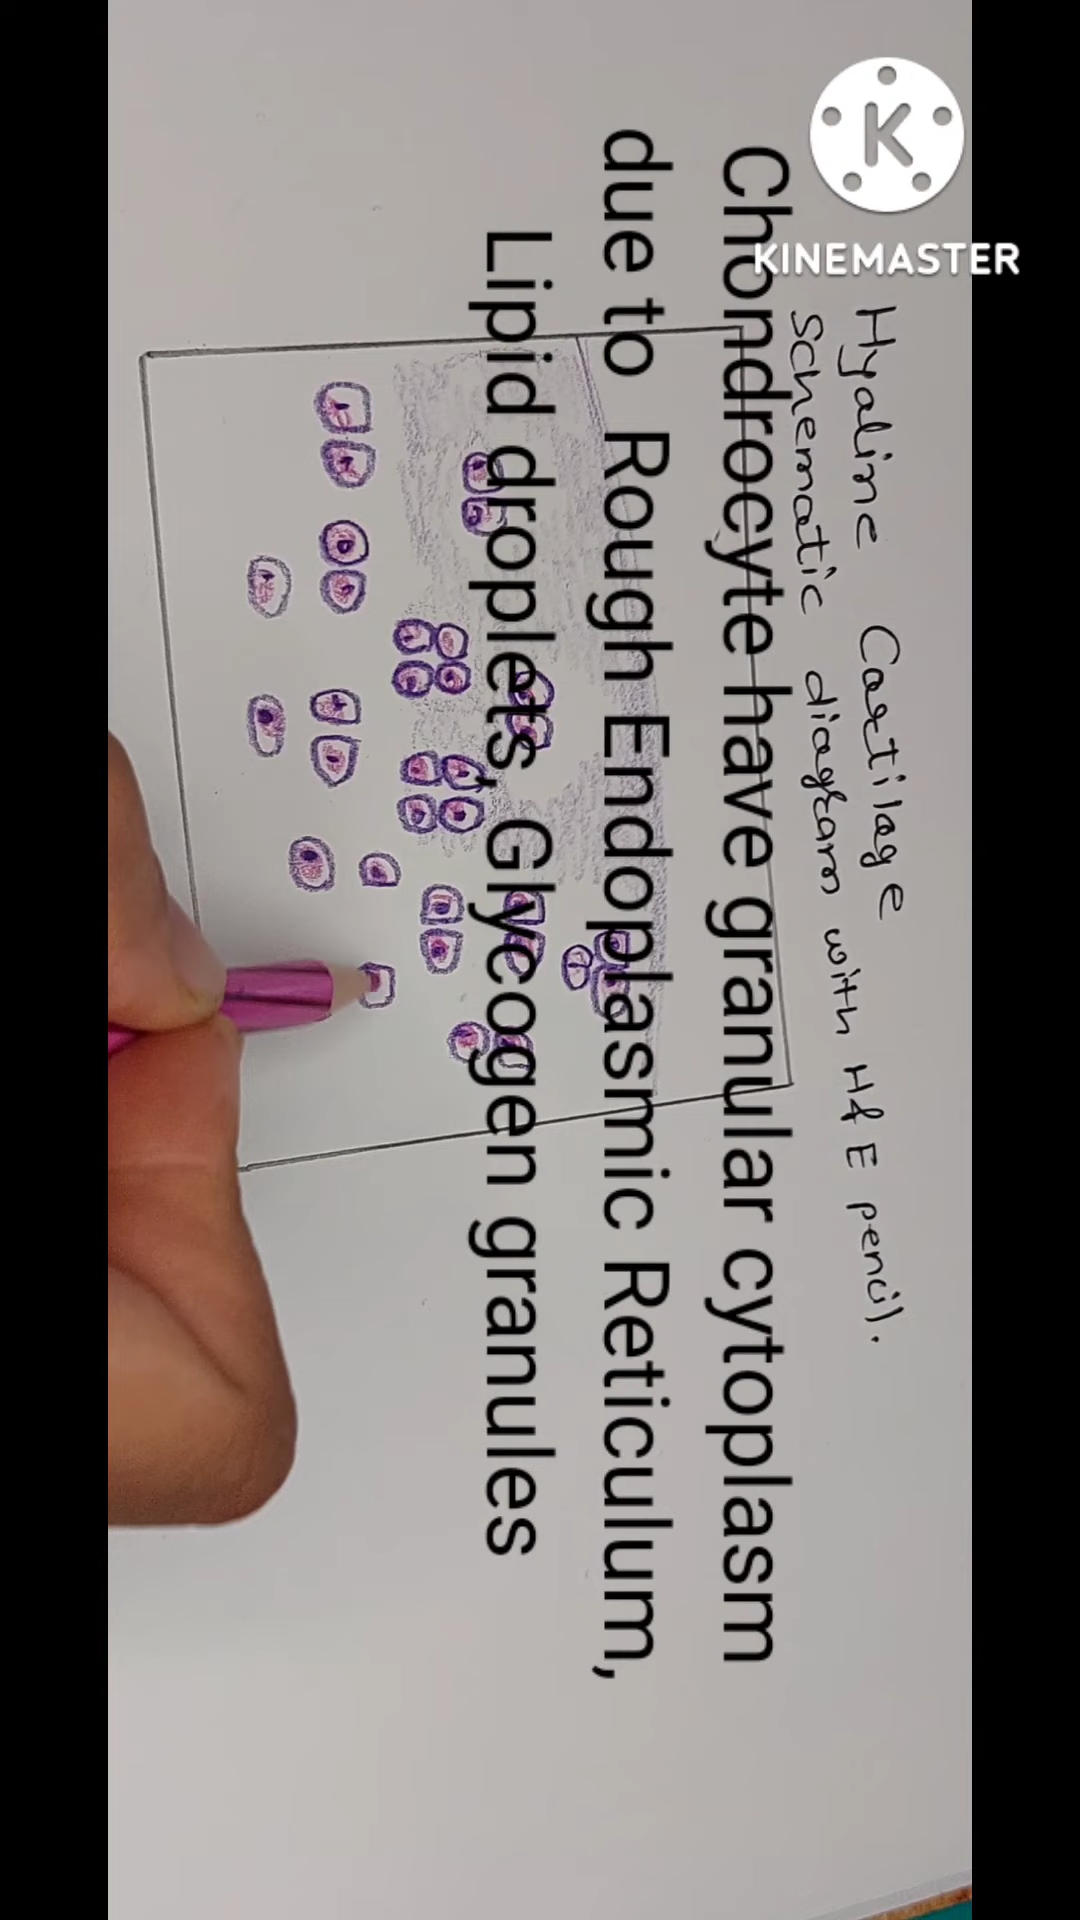 KINEMASTER
Hyaline Cartilage
Schematic diagram with H & E pencil.
Chondrocyte have granular cytoplasm
due to Rough Endoplasmic Reticulum,
Lipid droplets, Glycogen granules